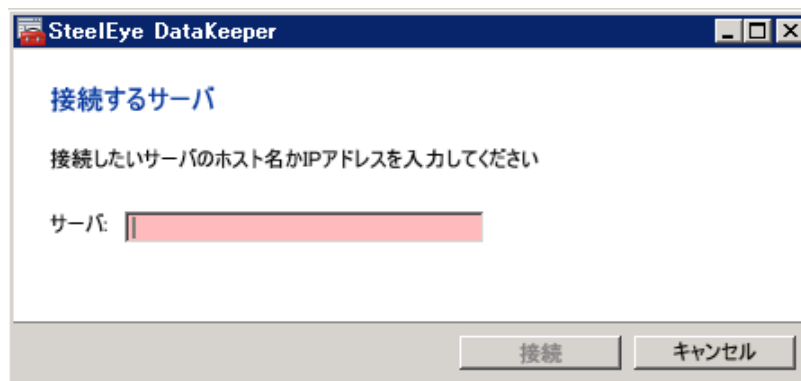 SteelEye DataKeeper
接続するサーバ
接続したいサーバのホスト名かIPアドレスを入力してください
サーバ:
接続 キャンセル